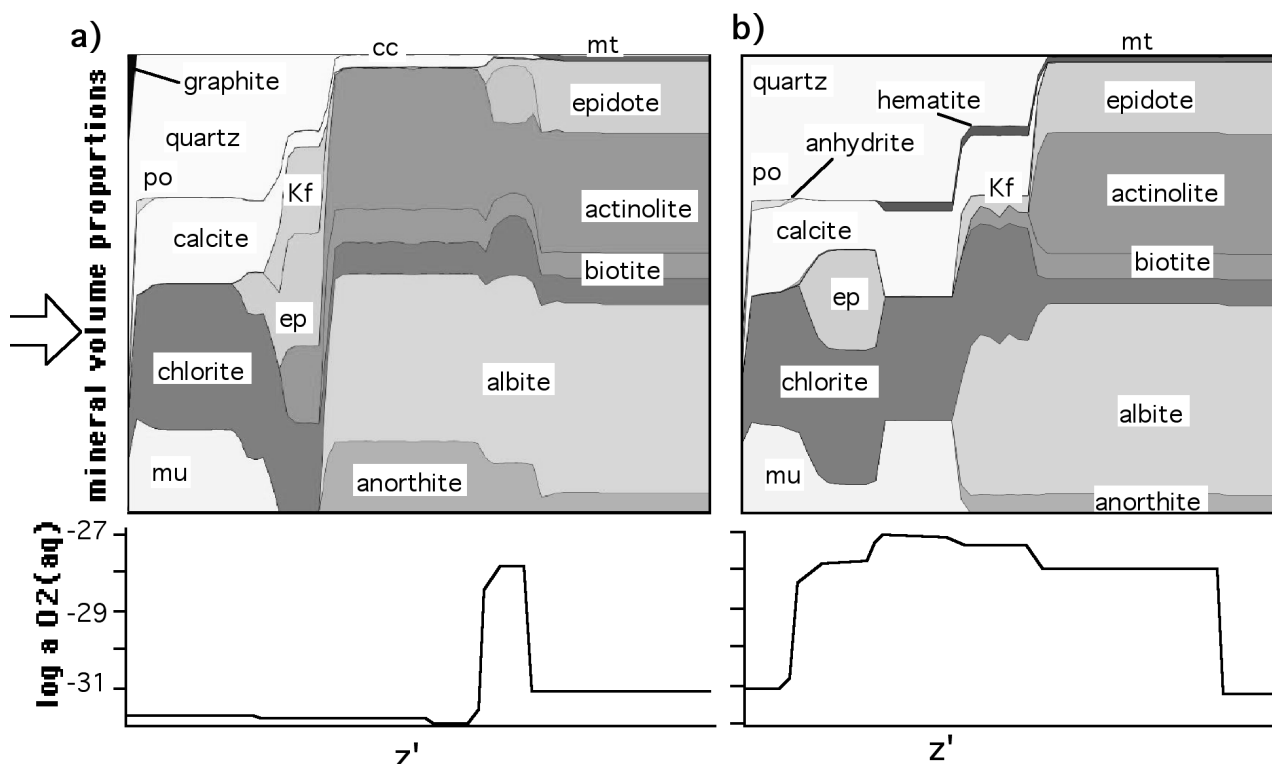 a)
cc
mt
graphite
quartz
epidote
po
Kf
calcite
actinolite
biotite
ep
chlorite
albite
mu
anorthite
mineral volume proportions
-27
-29
-31
log a O2(aq)
z'
b)
mt
quartz
hematite
epidote
anhydrite
po
Kf
actinolite
calcite
biotite
ep
chlorite
albite
mu
anorthite
z'